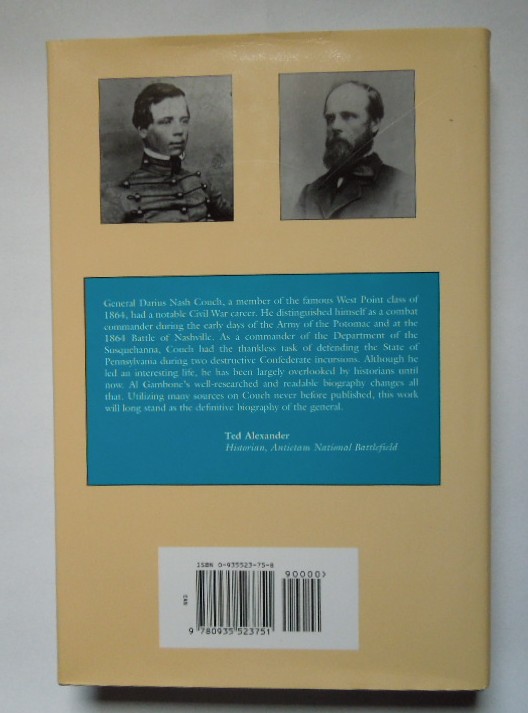 General Darius Nash Couch, a member of the famous West Point class of
1864, had a notable Civil War career. He distinguished himself as a combat
commander during the early days of the Army of the Potomac and at the
1864 Battle of Nashville. As a commander of the Department of the
Susquehanna, Couch had the thankless task of defending the State of
Pennsylvania during two destructive Confederate incursions. Although he
led an interesting life, he has been largely overlooked by historians until
now. Al Gambone's well-researched and readable biography changes all
that. Utilizing many sources on Couch never before published, this work
will long stand as the definitive biography of the general.
Ted Alexander
Historian, Antietam National Battlefield
ISBN 0-935523-75-8
90000>
9 780935 523751